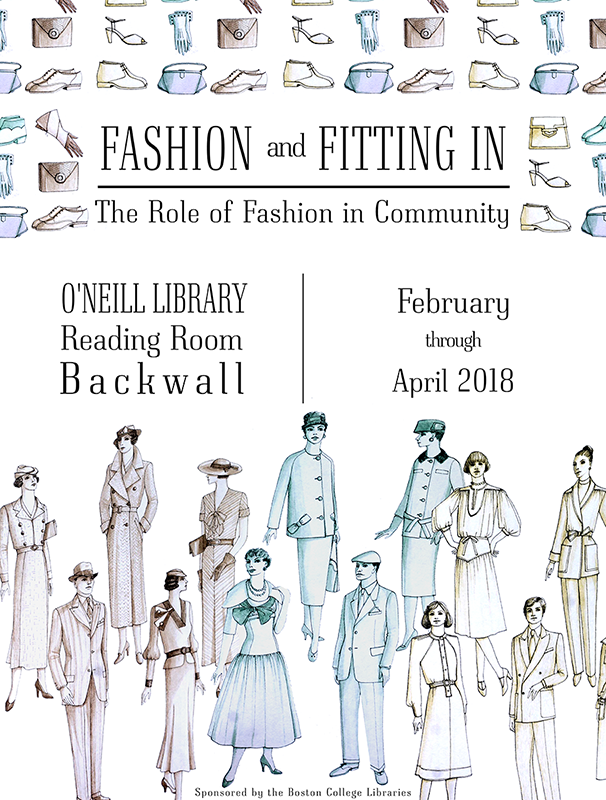 FASHION and FITTING IN
The Role of Fashion in Community
O'NEILL LIBRARY
Reading Room
Backwall
February
through
April 2018
Sponsored by the Boston College Libraries